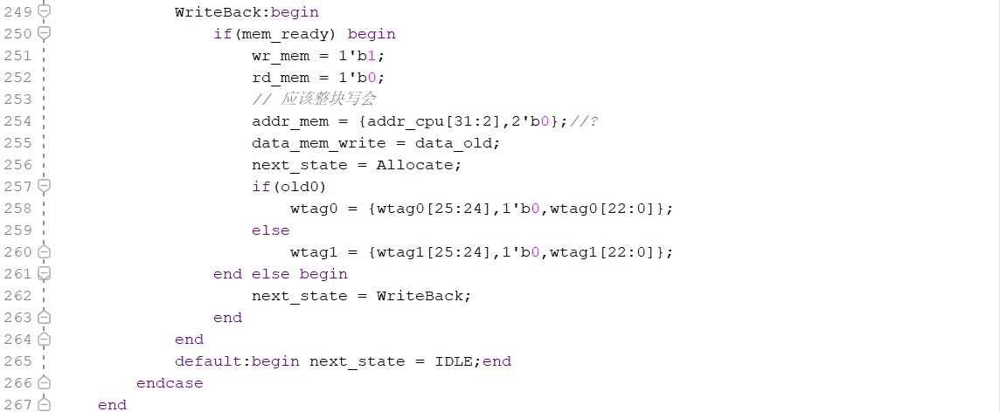 249 WriteBack:begin
250 if(mem_ready) begin
251 wr_mem = 1'b1;
252 rd_mem = 1'b0;
253 // 应该整块写会
254 addr_mem = {addr_cpu[31:2],2'b0};//?
255 data_mem_write = data_old;
256 next_state = Allocate;
257 if(old0)
258 wtag0 = {wtag0[25:24],1'b0,wtag0[22:0]};
259 else
260 wtag1 = {wtag1[25:24],1'b0,wtag1[22:0]};
261 end else begin
262 next_state = WriteBack;
263 end
264 end
265 default:begin next_state = IDLE;end
266 endcase
267 end